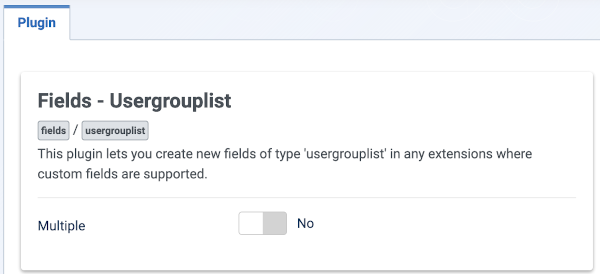 Plugin
Fields - Usergrouplist
fields / usergrouplist
This plugin lets you create new fields of type 'usergrouplist' in any extensions where
custom fields are supported.
Multiple No